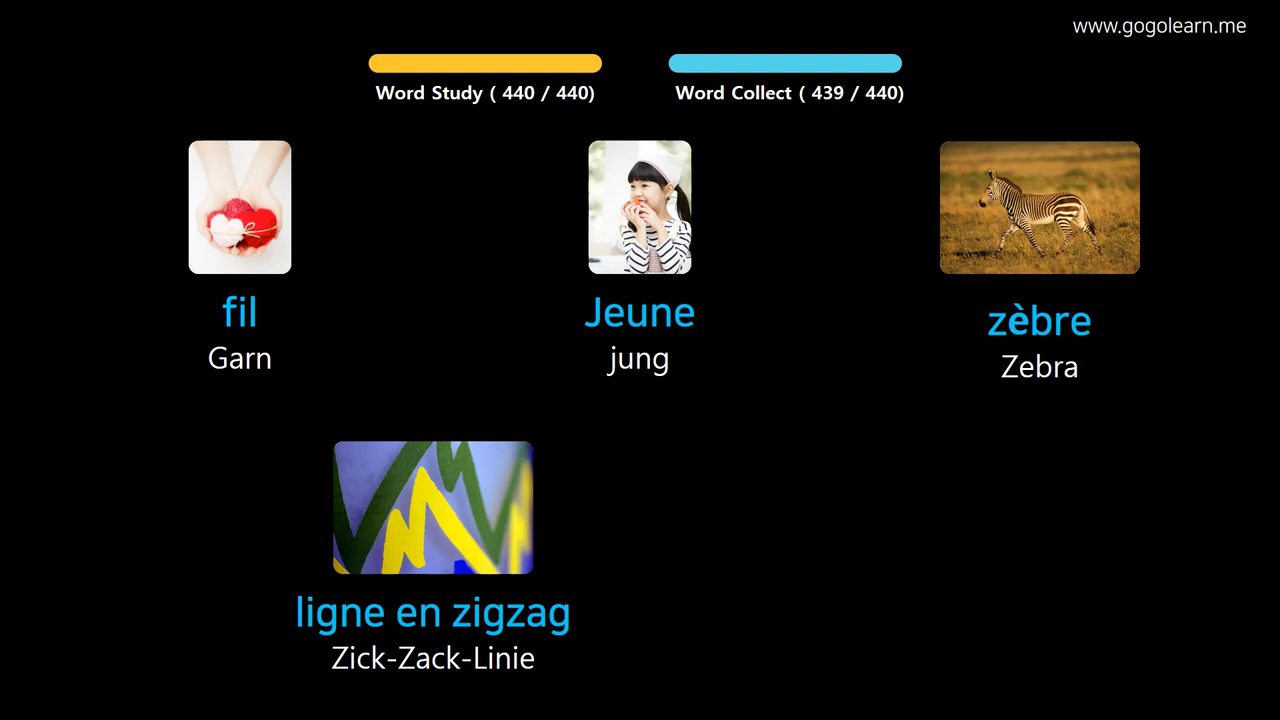 www.gogolearn.me
Word Study ( 440 / 440)
Word Collect ( 439 / 440)
fil
Garn
Jeune
jung
zèbre
Zebra
ligne en zigzag
Zick-Zack-Linie